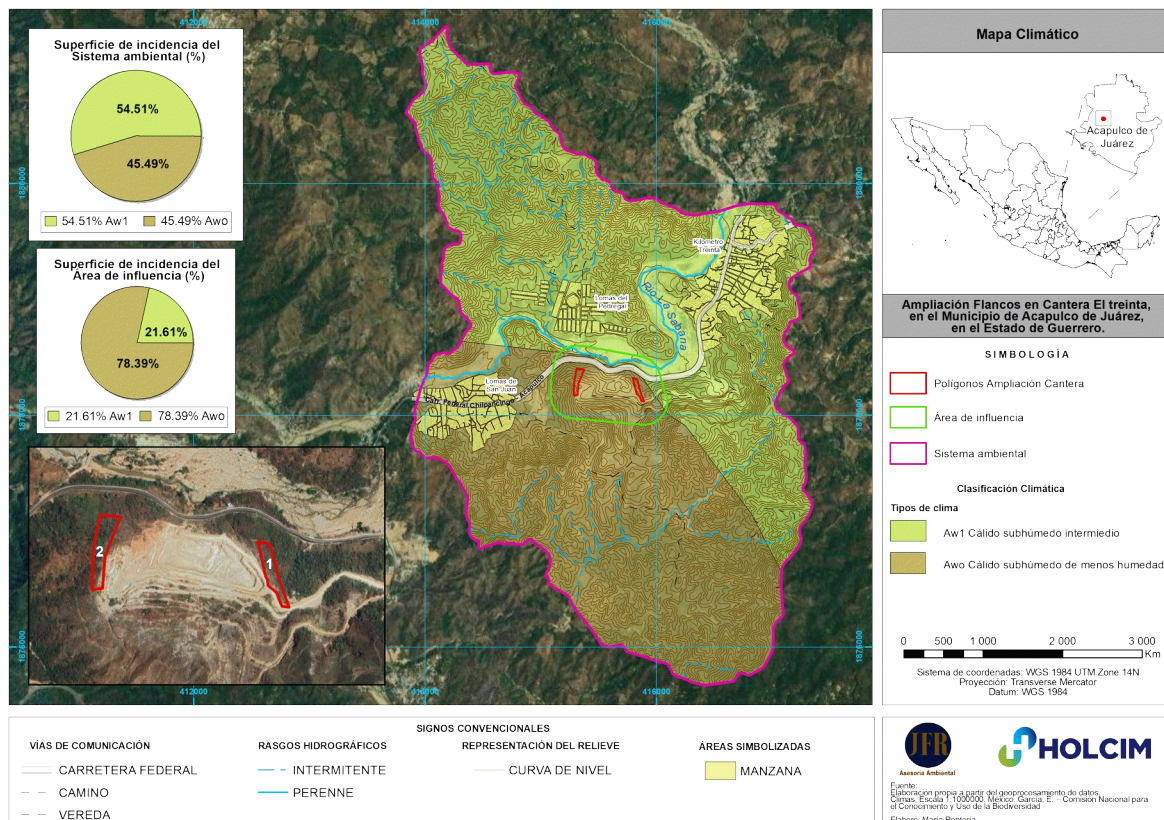 412000
414000
416000
Superficie de incidencia del
Sistema ambiental (%)
54.51%
45.49%
54.51% Aw1
45.49% Awo
Superficie de incidencia del
Área de influencia (%)
21.61%
78.39%
21.61% Aw1
78.39% Awo
2
1
1880000
1880000
1876000
1876000
412000
416000
Kilómetro
Treinta
Lomas del
Pedregal
Río La Sabana
Lomas de
San Juan
Carr. Federal Chilpancingo - Acapulco
Mapa Climático
Acapulco de
Juárez
Ampliación Flancos en Cantera El treinta,
en el Municipio de Acapulco de Juárez,
en el Estado de Guerrero.
SIMBOLOGÍA
Polígonos Ampliación Cantera
Área de influencia
Sistema ambiental
Clasificación Climática
Tipos de clima
Aw1 Cálido subhúmedo intermedio
Awo Cálido subhúmedo de menos humedad
0 500 1 000 2 000 3 000
Km
Sistema de coordenadas: WGS 1984 UTM Zone 14N
Proyección: Transverse Mercator
Datum: WGS 1984
SIGNOS CONVENCIONALES
VÍAS DE COMUNICACIÓN
CARRETERA FEDERAL
CAMINO
VEREDA
RASGOS HIDROGRÁFICOS
INTERMITENTE
PERENNE
REPRESENTACIÓN DEL RELIEVE
CURVA DE NIVEL
ÁREAS SIMBOLIZADAS
MANZANA
JFR
Asesoría Ambiental
HOLCIM
Fuente:
Elaboración propia a partir del geoprocesamiento de datos.
Climas, Escala 1:1000000. México. García, E. – Comisión Nacional para
el Conocimiento y Uso de la Biodiversidad
Elaboró: María Rentería